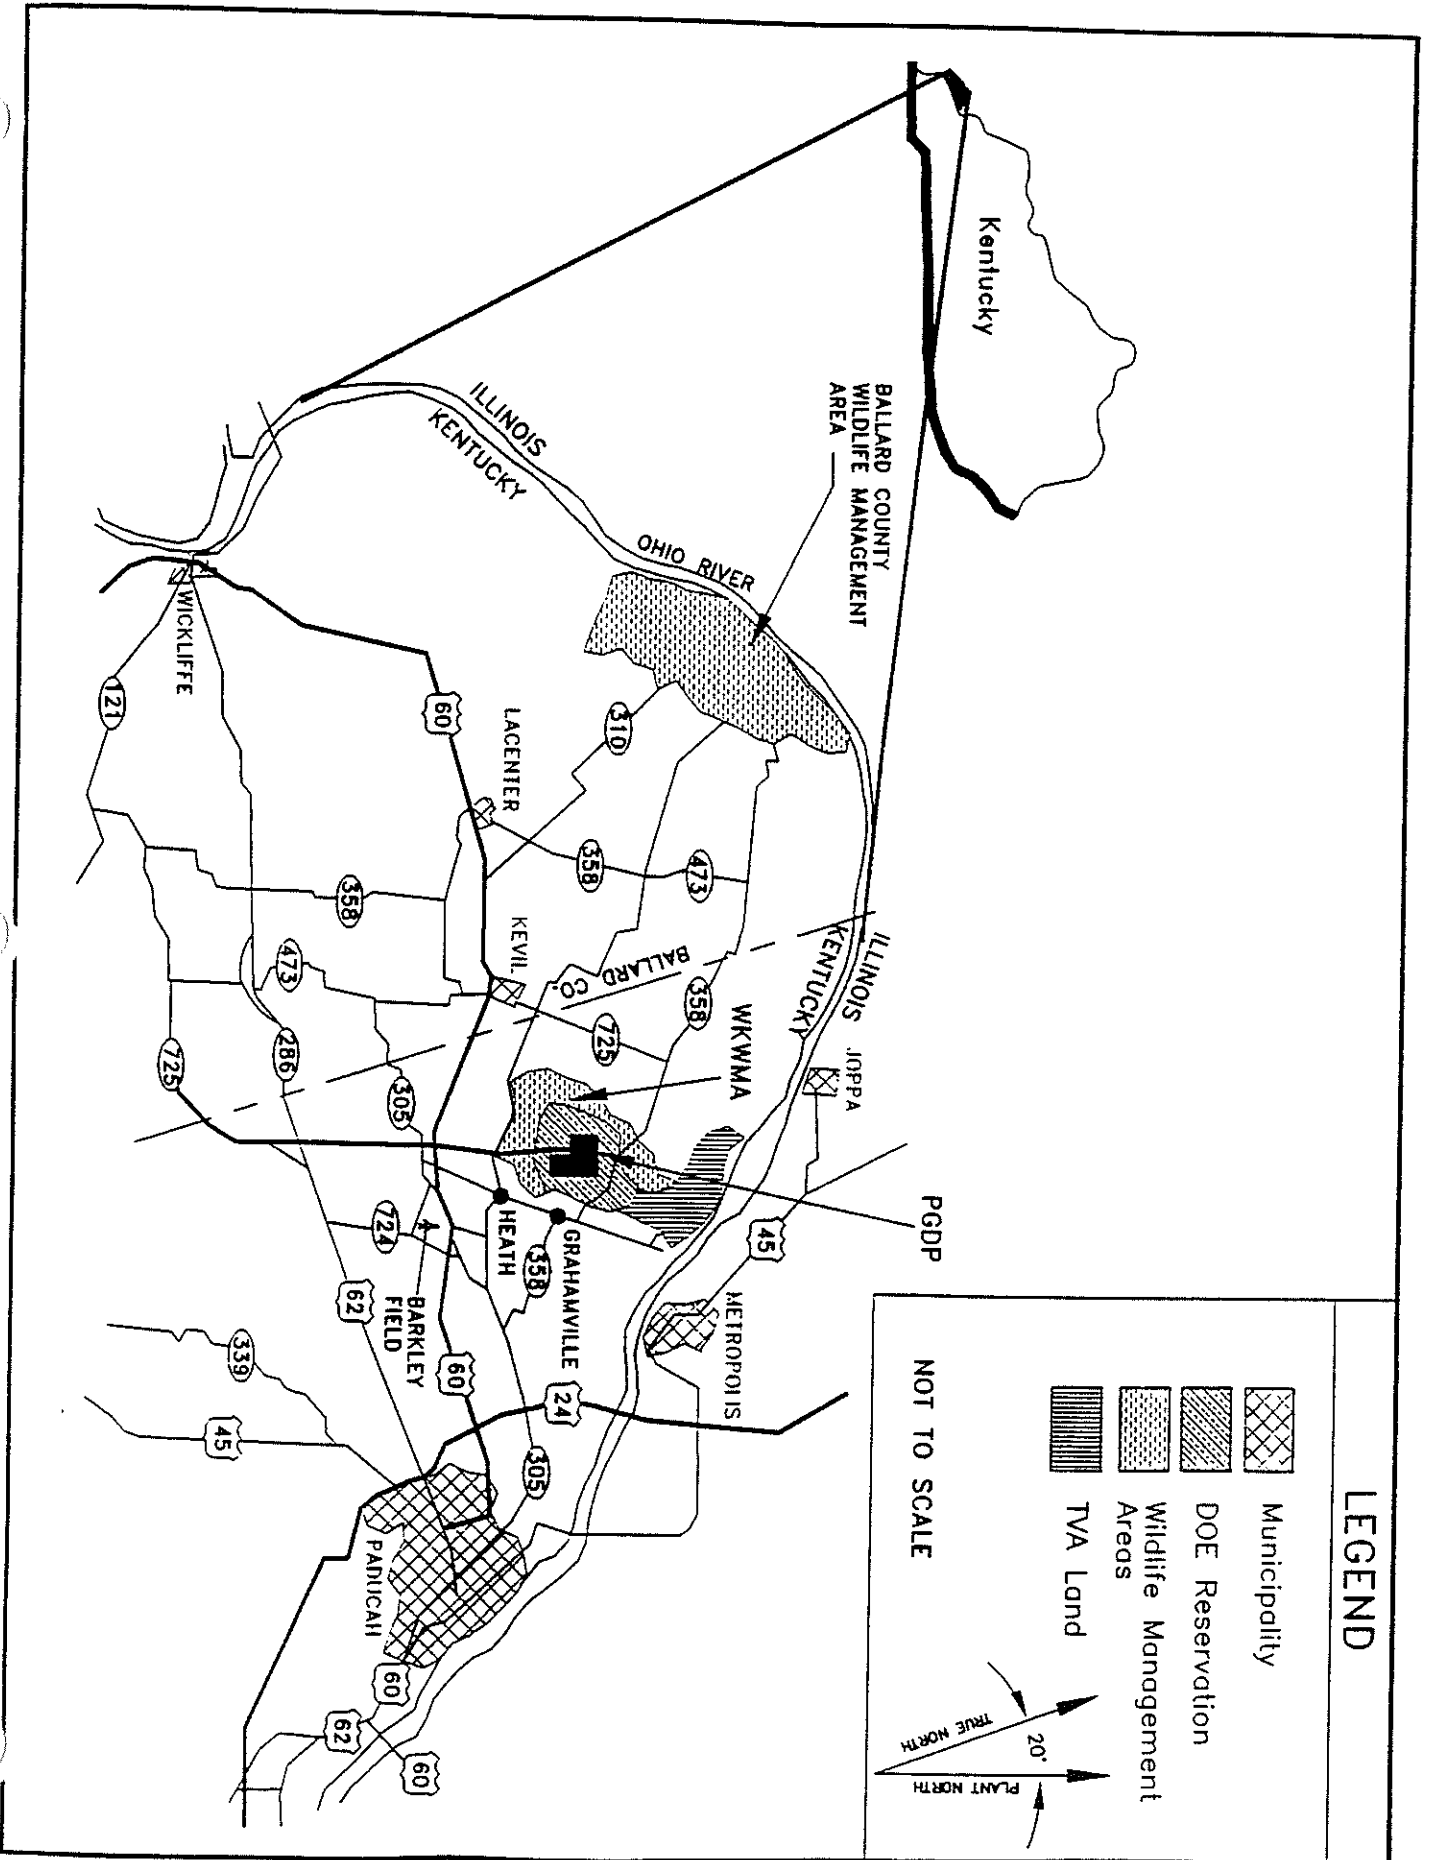 Kentucky
BALLARD COUNTY
WILDLIFE MANAGEMENT
AREA
ILLINOIS
KENTUCKY
OHIO RIVER
ILLINOIS
KENTUCKY
JOPPA
PGDP
WKWMA
45
METROPOLIS
310
LACENTER
358
473
BALLARD CO.
358
725
KEVIL
60
WICKLIFFE
121
358
473
286
725
305
HEATH
GRAHAMVILLE
358
724
BARKLEY
FIELD
62
60
24
305
339
45
PADUCAH
60
62
60
LEGEND
Municipality
DOE Reservation
Wildlife Management
Areas
TVA Land
NOT TO SCALE
TRUE NORTH
20°
PLANT NORTH